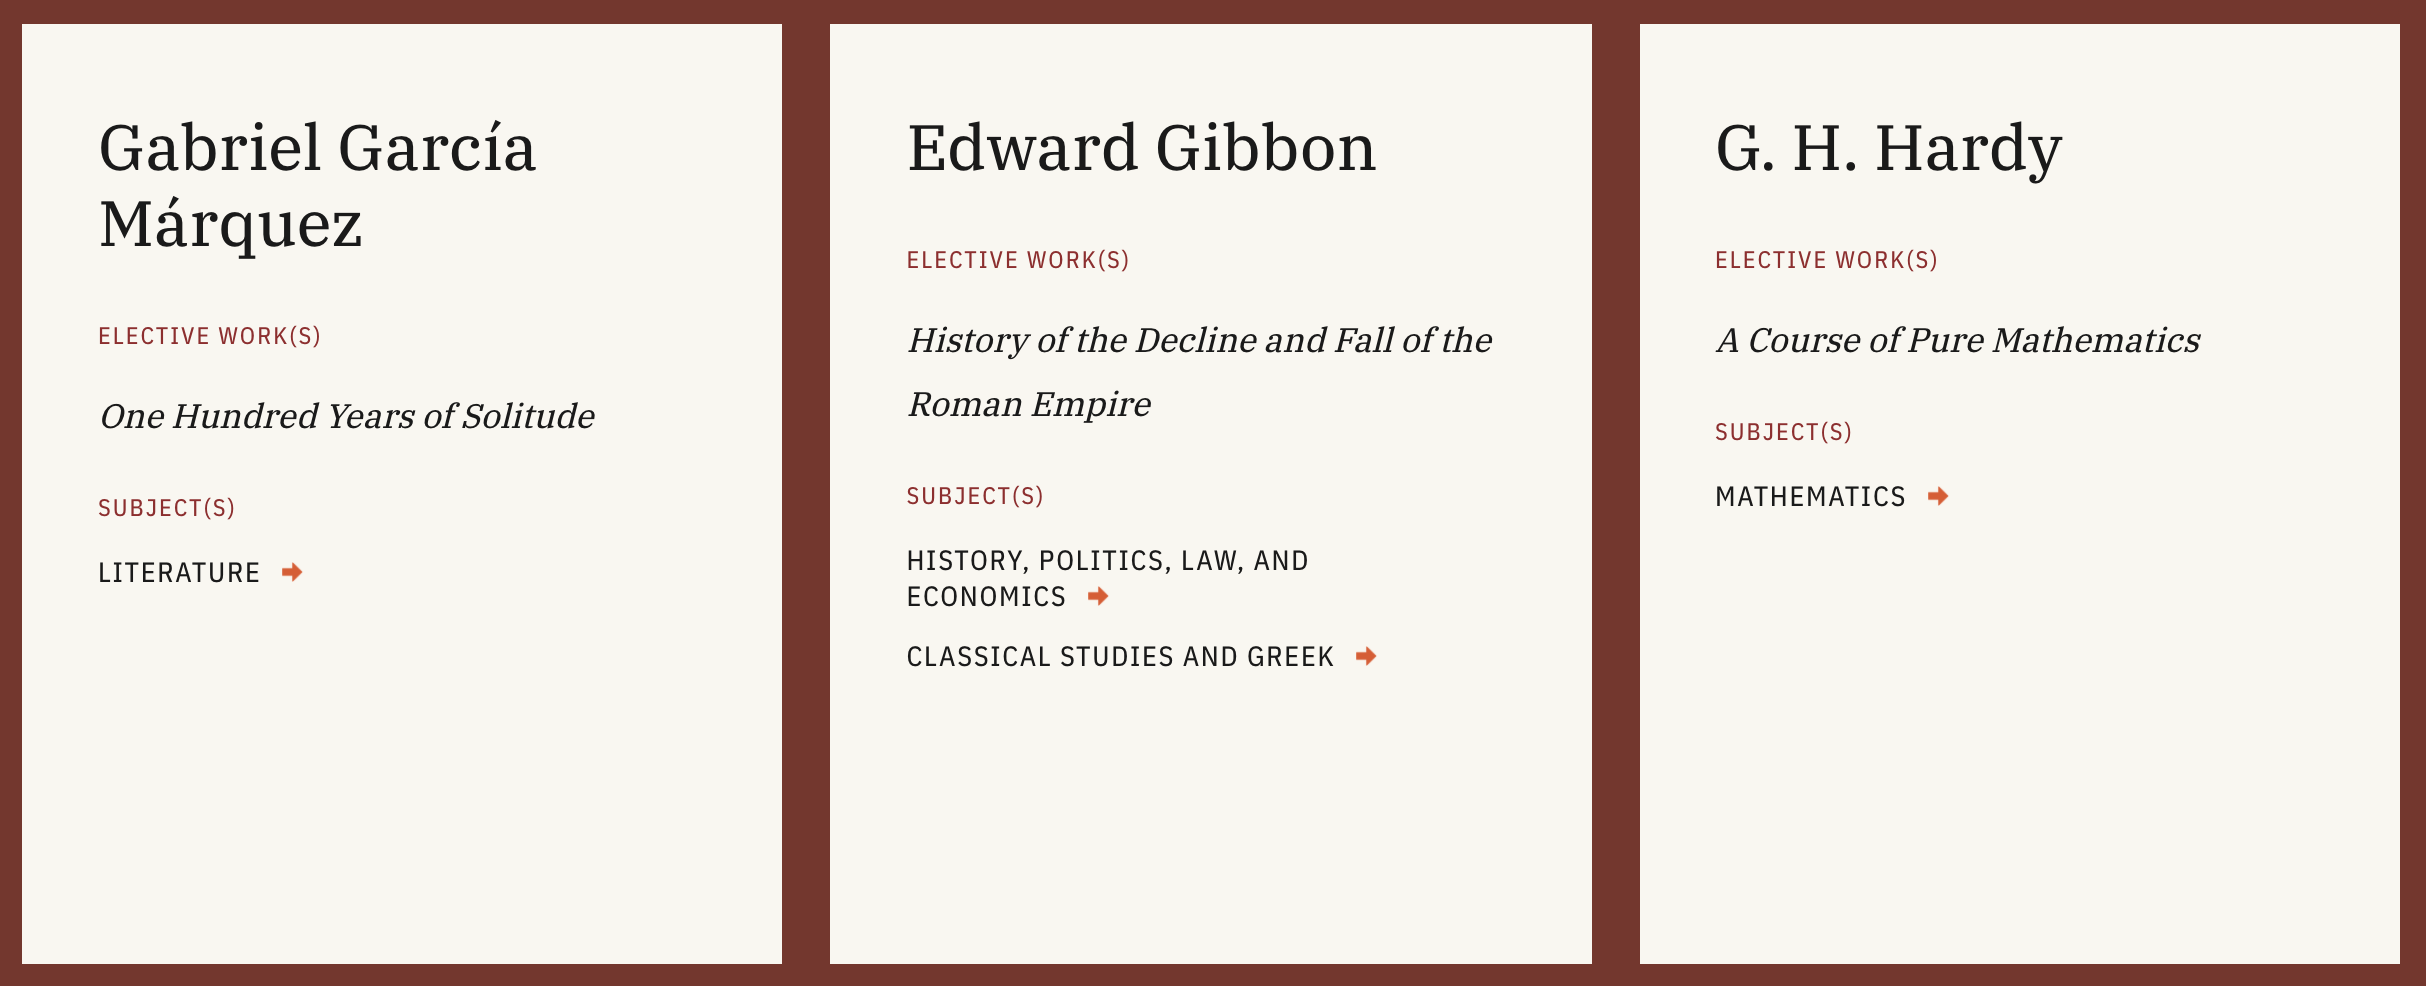 Gabriel García
Márquez
ELECTIVE WORK(S)
One Hundred Years of Solitude
SUBJECT(S)
LITERATURE
Edward Gibbon
ELECTIVE WORK(S)
History of the Decline and Fall of the
Roman Empire
SUBJECT(S)
HISTORY, POLITICS, LAW, AND
ECONOMICS
CLASSICAL STUDIES AND GREEK
G. H. Hardy
ELECTIVE WORK(S)
A Course of Pure Mathematics
SUBJECT(S)
MATHEMATICS